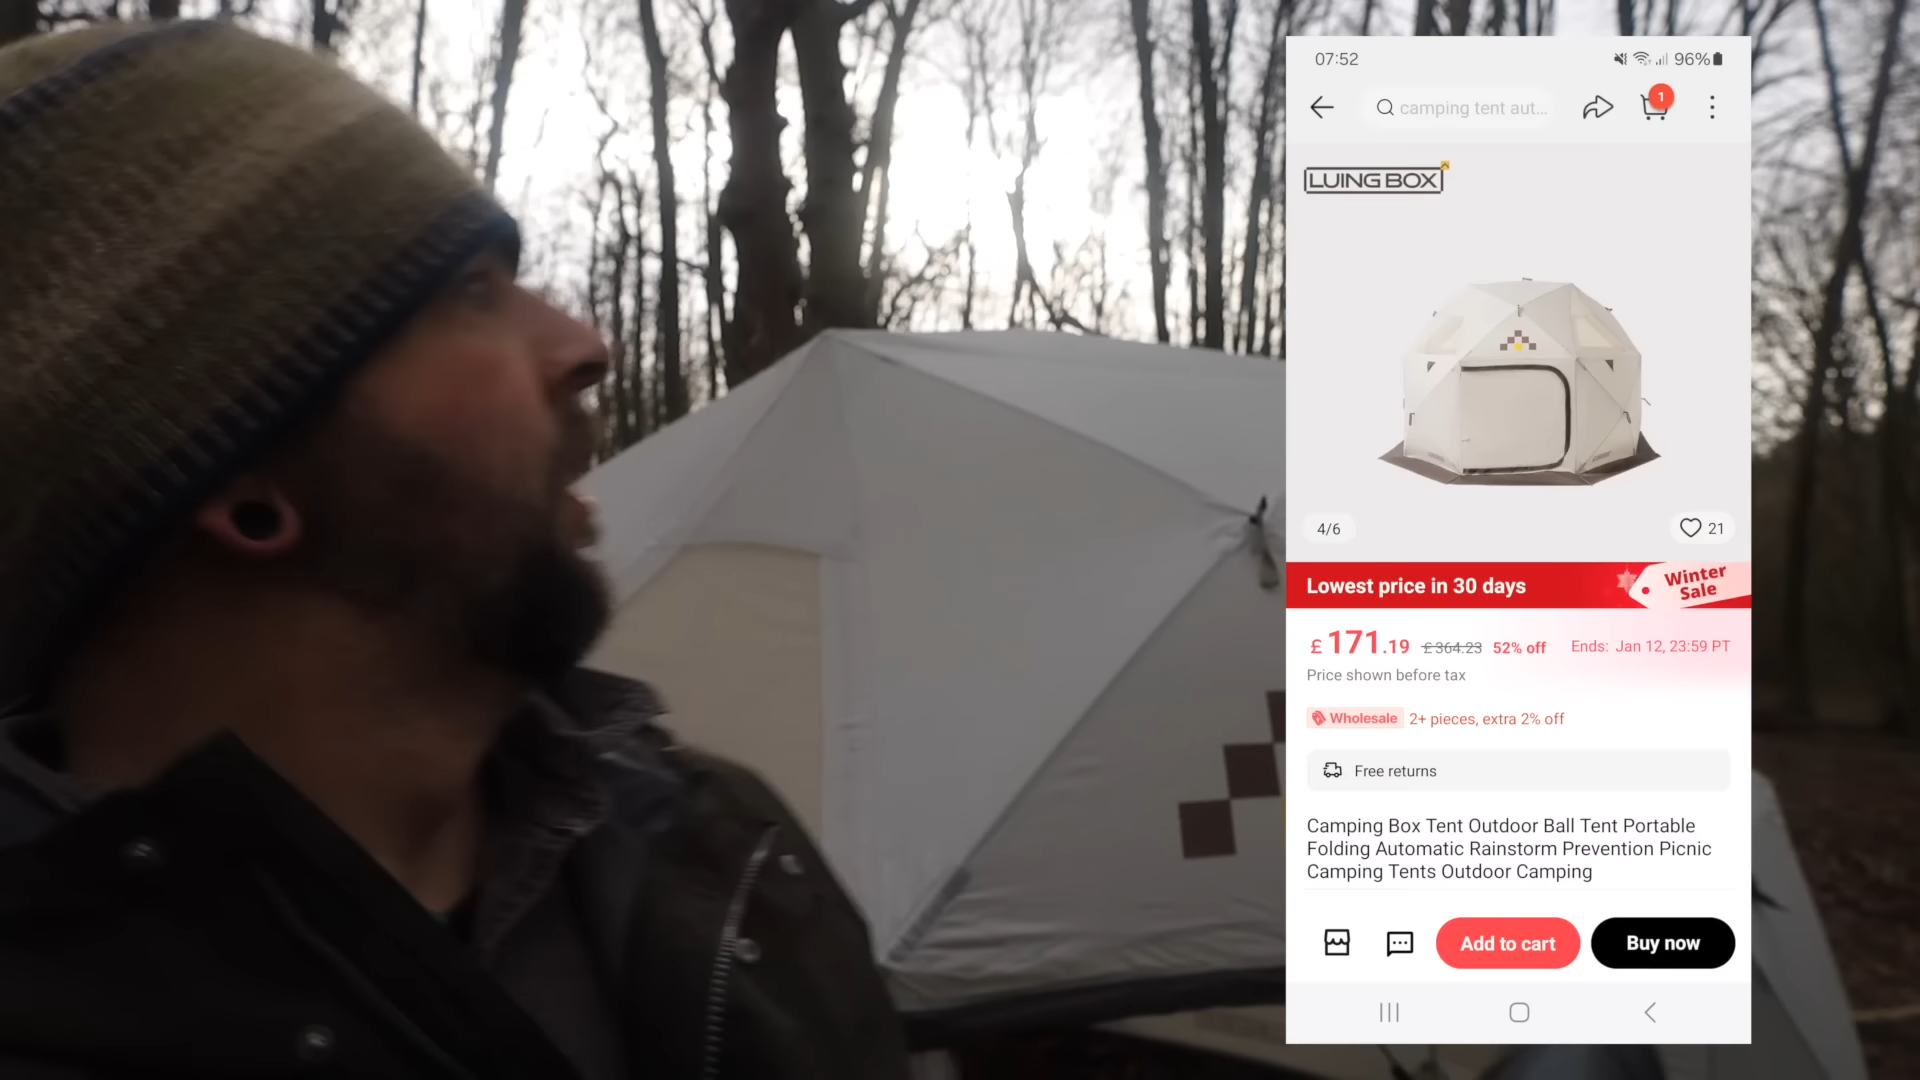 07:52
96%
camping tent aut...
1
LUINGBOX
4/6
21
Lowest price in 30 days
Winter
Sale
£171.19 £364.23 52% off Ends: Jan 12, 23:59 PT
Price shown before tax
Wholesale 2+ pieces, extra 2% off
Free returns
Camping Box Tent Outdoor Ball Tent Portable
Folding Automatic Rainstorm Prevention Picnic
Camping Tents Outdoor Camping
Add to cart
Buy now